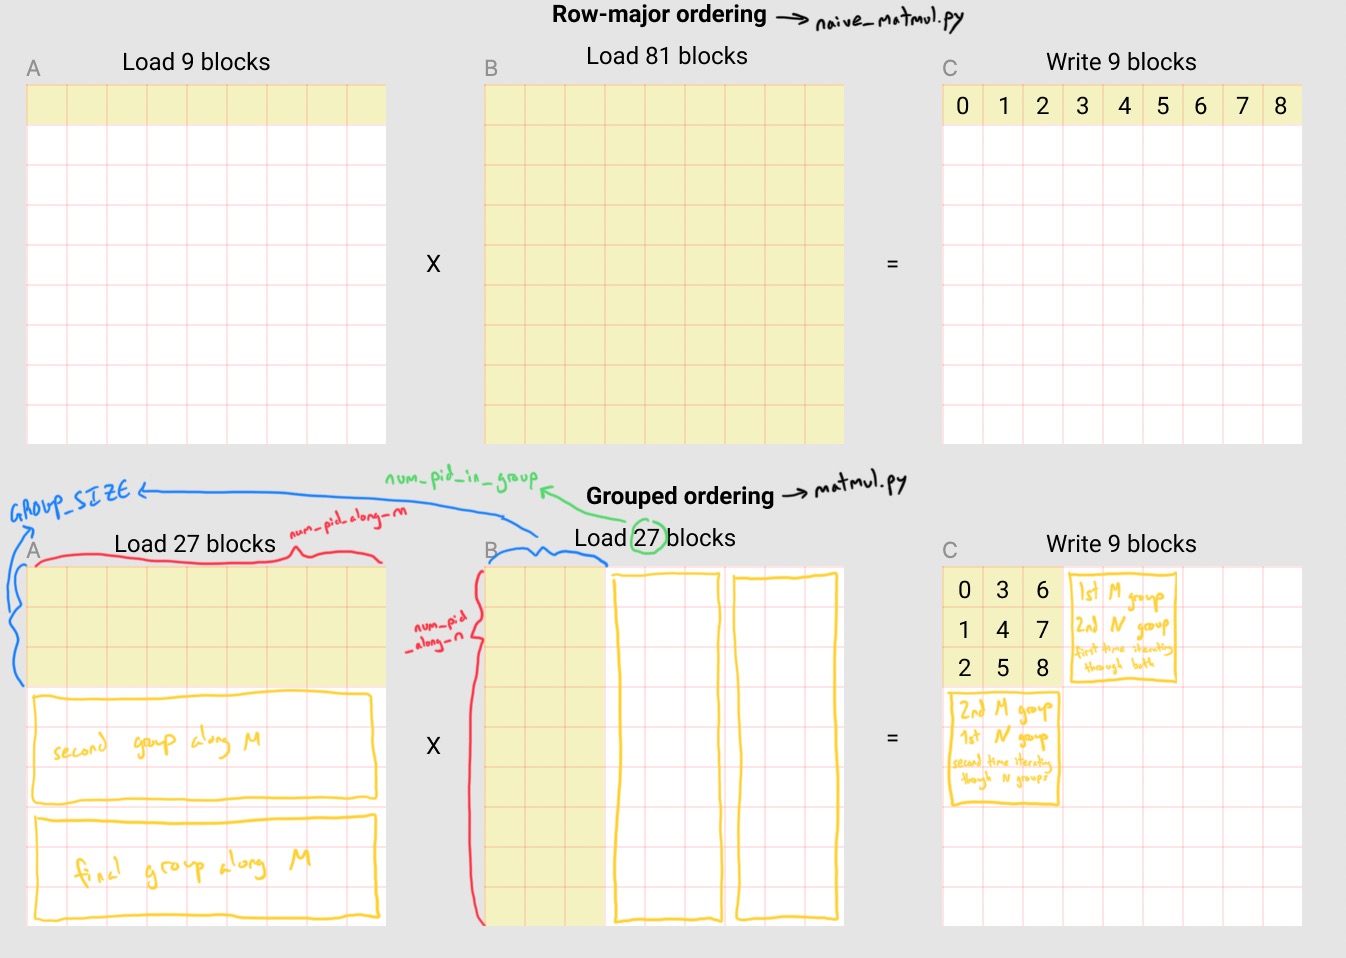 Row-major ordering → naive_matmul.py
A
Load 9 blocks
B
Load 81 blocks
C
Write 9 blocks
0 1 2 3 4 5 6 7 8
X
=
GROUP_SIZE
num_pid_in_group
Grouped ordering → matmul.py
A
Load 27 blocks
num_pid_along_m
B
Load 27 blocks
C
Write 9 blocks
num_pid
_along_n
0 3 6
1 4 7
2 5 8
1st M group
2nd N group
first time iterating
through both
second group along M
X
=
2nd M group
1st N group
second time iterating
though N groups
final group along M